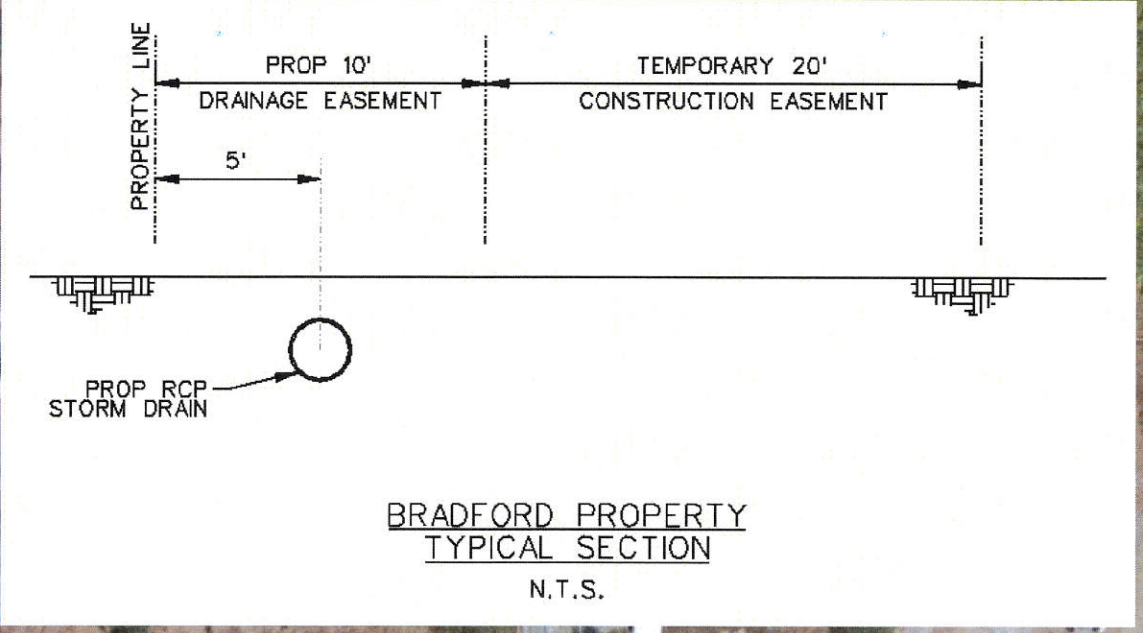 PROPERTY LINE
PROP 10'
DRAINAGE EASEMENT
TEMPORARY 20'
CONSTRUCTION EASEMENT
5'
PROP RCP
STORM DRAIN
BRADFORD PROPERTY
TYPICAL SECTION
N.T.S.